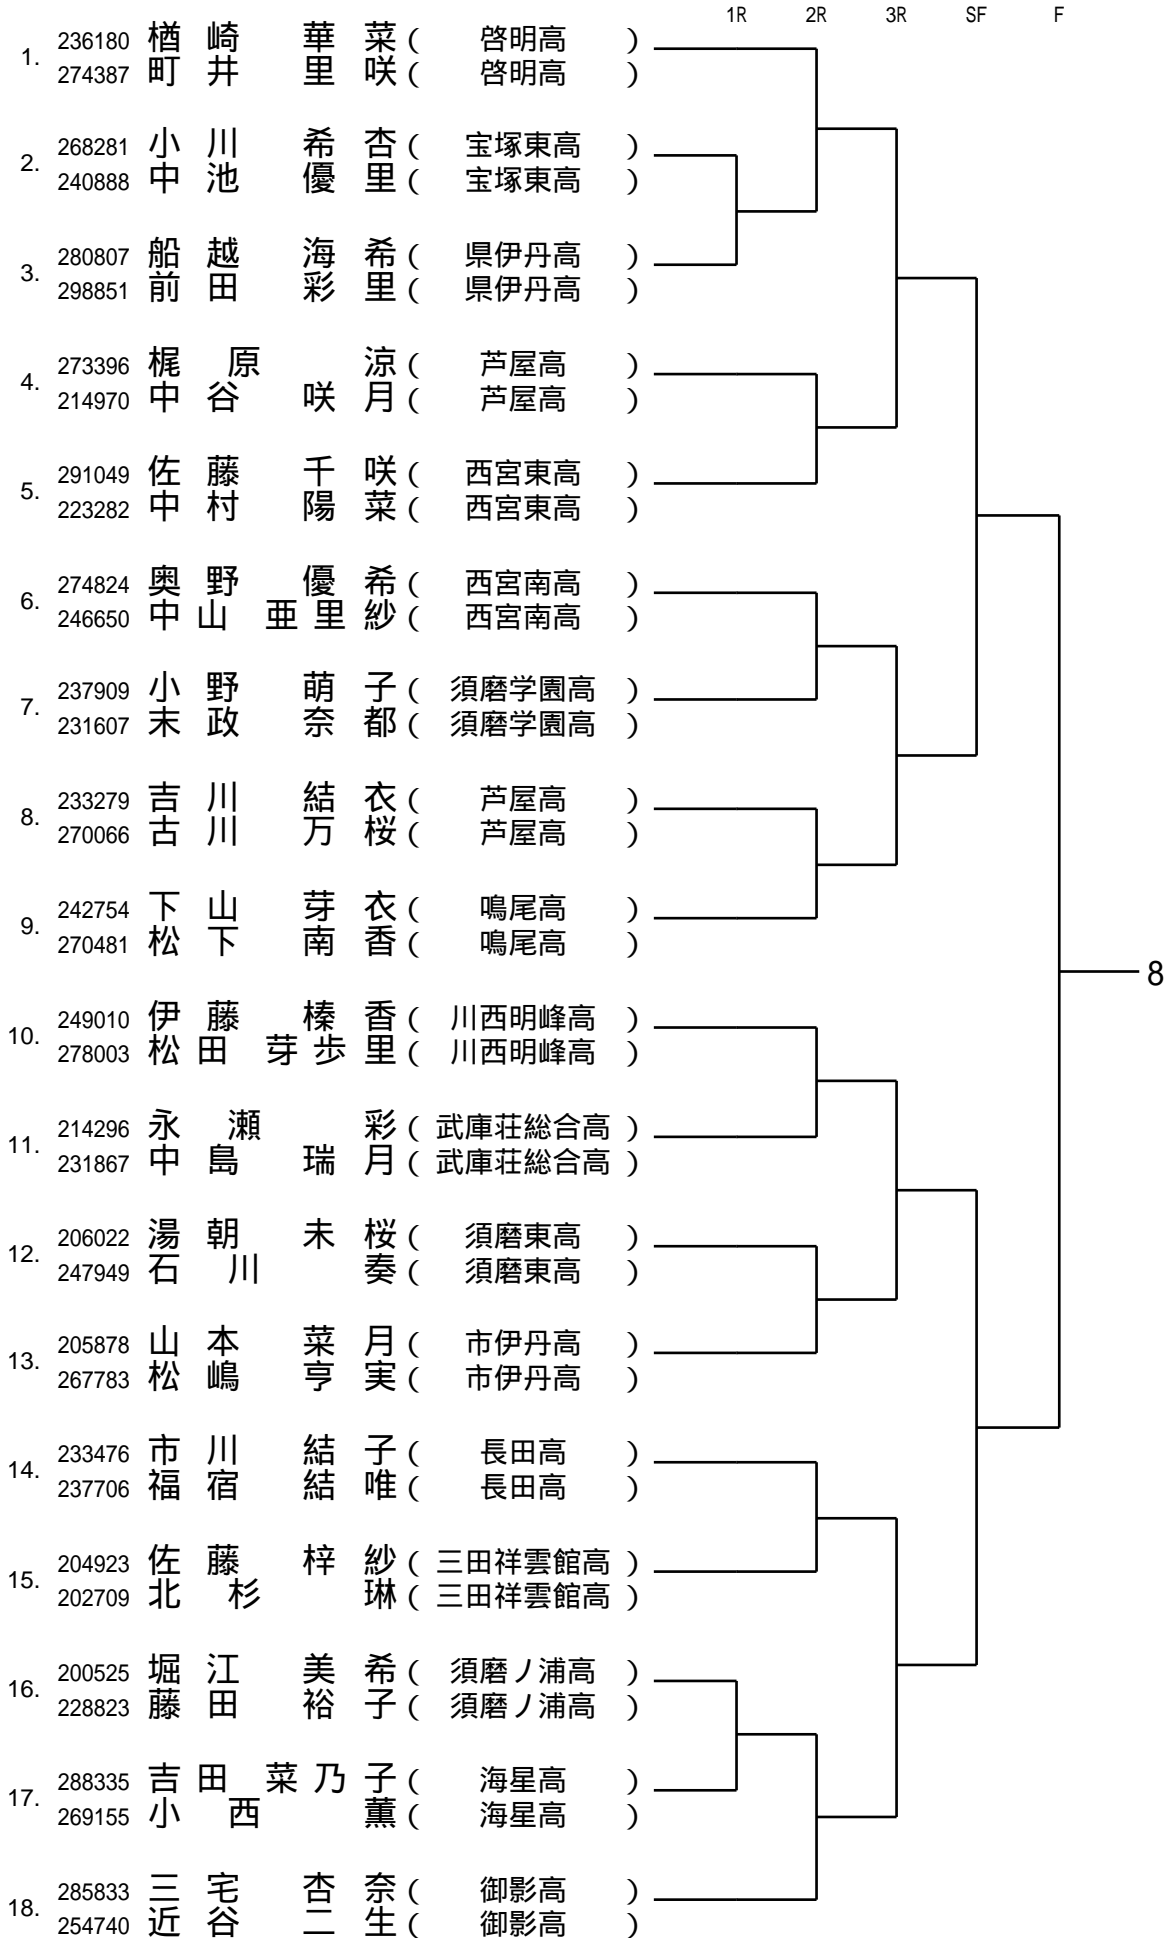 1R 2R 3R SF F
1. 236180 楢崎 華菜 ( 啓明高 )
274387 町井 里咲 ( 啓明高 )
2. 268281 小川 希杏 ( 宝塚東高 )
240888 中池 優里 ( 宝塚東高 )
3. 280807 船越 海希 ( 県伊丹高 )
298851 前田 彩里 ( 県伊丹高 )
4. 273396 梶原 涼 ( 芦屋高 )
214970 中谷 咲月 ( 芦屋高 )
5. 291049 佐藤 千咲 ( 西宮東高 )
223282 中村 陽菜 ( 西宮東高 )
6. 274824 奥野 優希 ( 西宮南高 )
246650 中山 亜里紗 ( 西宮南高 )
7. 237909 小野 萌子 ( 須磨学園高 )
231607 末政 奈都 ( 須磨学園高 )
8. 233279 吉川 結衣 ( 芦屋高 )
270066 古川 万桜 ( 芦屋高 )
9. 242754 下山 芽衣 ( 鳴尾高 )
270481 松下 南香 ( 鳴尾高 )
8
10. 249010 伊藤 榛香 ( 川西明峰高 )
278003 松田 芽歩里 ( 川西明峰高 )
11. 214296 永瀬 彩 ( 武庫荘総合高 )
231867 中島 瑞月 ( 武庫荘総合高 )
12. 206022 湯朝 未桜 ( 須磨東高 )
247949 石川 奏 ( 須磨東高 )
13. 205878 山本 菜月 ( 市伊丹高 )
267783 松嶋 亨実 ( 市伊丹高 )
14. 233476 市川 結子 ( 長田高 )
237706 福宿 結唯 ( 長田高 )
15. 204923 佐藤 梓紗 ( 三田祥雲館高 )
202709 北杉 琳 ( 三田祥雲館高 )
16. 200525 堀江 美希 ( 須磨ノ浦高 )
228823 藤田 裕子 ( 須磨ノ浦高 )
17. 288335 吉田 菜乃子 ( 海星高 )
269155 小西 薫 ( 海星高 )
18. 285833 三宅 杏奈 ( 御影高 )
254740 近谷 二生 ( 御影高 )